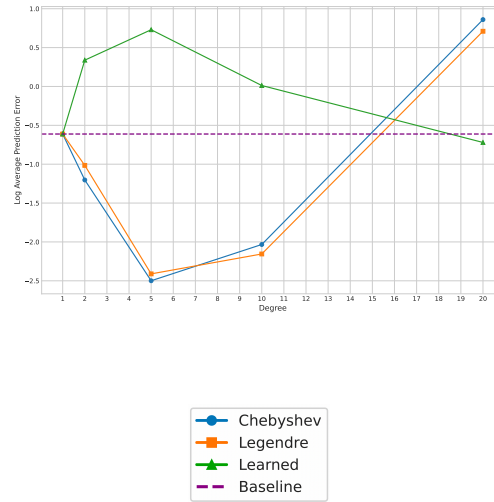 1.0
0.5
0.0
−0.5
−1.0
−1.5
−2.0
−2.5
Log Average Prediction Error
1 2 3 4 5 6 7 8 9 10 11 12 13 14 15 16 17 18 19 20
Degree
Chebyshev
Legendre
Learned
Baseline